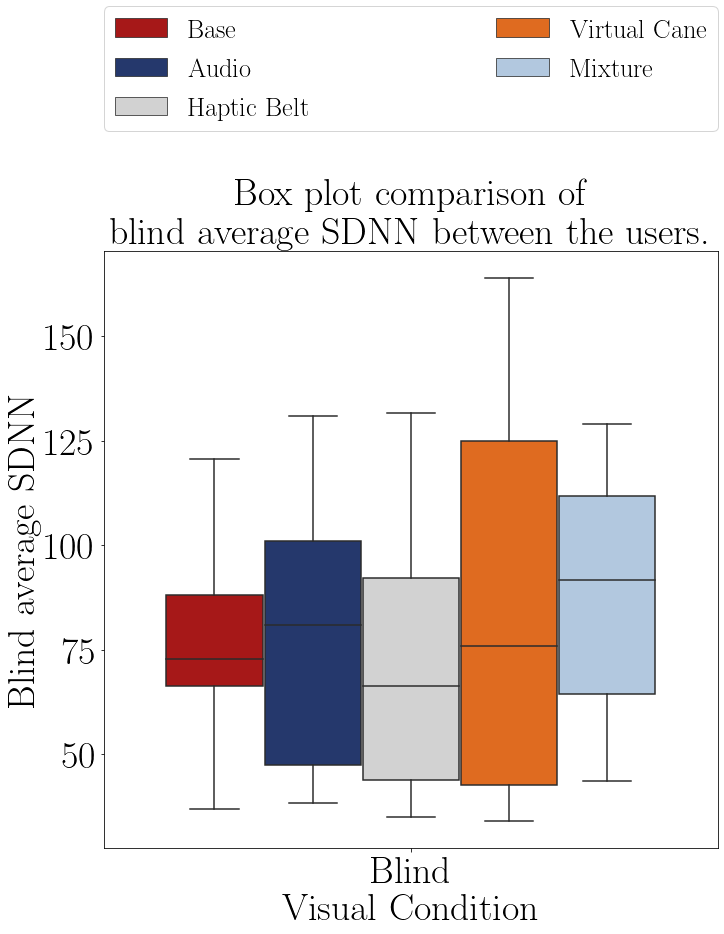 Base
Audio
Haptic Belt
Virtual Cane
Mixture
Box plot comparison of
blind average SDNN between the users.
Blind average SDNN
150
125
100
75
50
Blind
Visual Condition